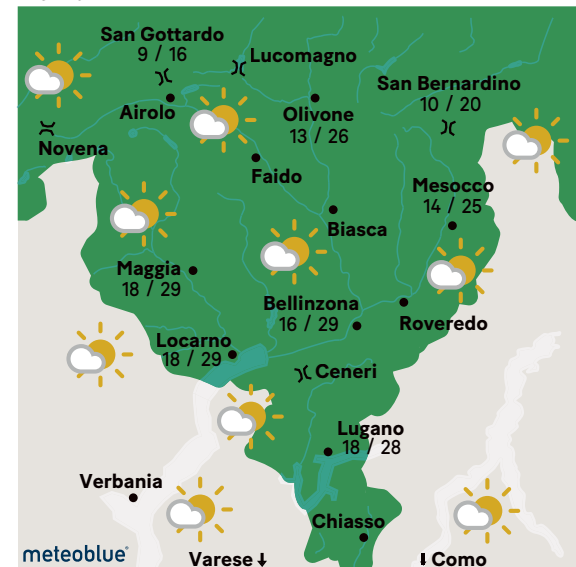 San Gottardo
9 / 16
Lucomagno
San Bernardino
10 / 20
Airolo
Olivone
13 / 26
Novena
Faido
Mesocco
14 / 25
Biasca
Maggia
18 / 29
Bellinzona
16 / 29
Roveredo
Locarno
18 / 29
Ceneri
Lugano
18 / 28
Verbania
Chiasso
meteoblue®
Varese ↓
⬇ Como